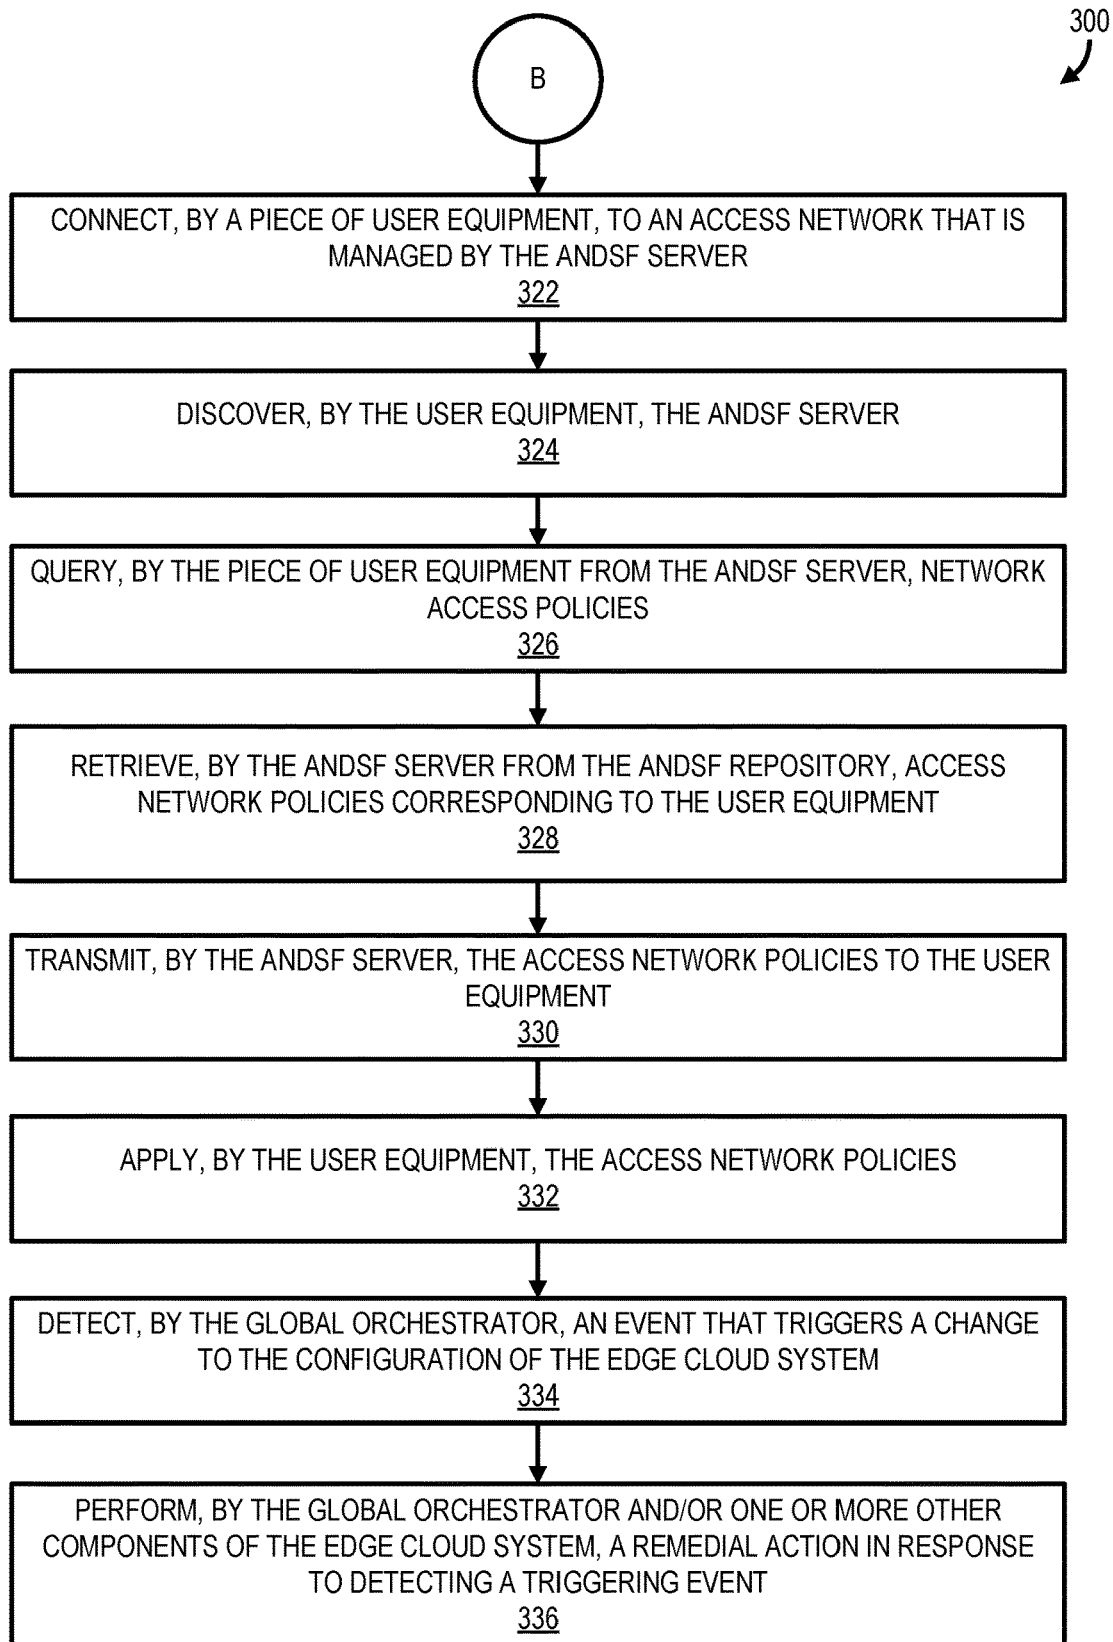 300
B
CONNECT, BY A PIECE OF USER EQUIPMENT, TO AN ACCESS NETWORK THAT IS
MANAGED BY THE ANDSF SERVER
322
DISCOVER, BY THE USER EQUIPMENT, THE ANDSF SERVER
324
QUERY, BY THE PIECE OF USER EQUIPMENT FROM THE ANDSF SERVER, NETWORK
ACCESS POLICIES
326
RETRIEVE, BY THE ANDSF SERVER FROM THE ANDSF REPOSITORY, ACCESS
NETWORK POLICIES CORRESPONDING TO THE USER EQUIPMENT
328
TRANSMIT, BY THE ANDSF SERVER, THE ACCESS NETWORK POLICIES TO THE USER
EQUIPMENT
330
APPLY, BY THE USER EQUIPMENT, THE ACCESS NETWORK POLICIES
332
DETECT, BY THE GLOBAL ORCHESTRATOR, AN EVENT THAT TRIGGERS A CHANGE
TO THE CONFIGURATION OF THE EDGE CLOUD SYSTEM
334
PERFORM, BY THE GLOBAL ORCHESTRATOR AND/OR ONE OR MORE OTHER
COMPONENTS OF THE EDGE CLOUD SYSTEM, A REMEDIAL ACTION IN RESPONSE
TO DETECTING A TRIGGERING EVENT
336